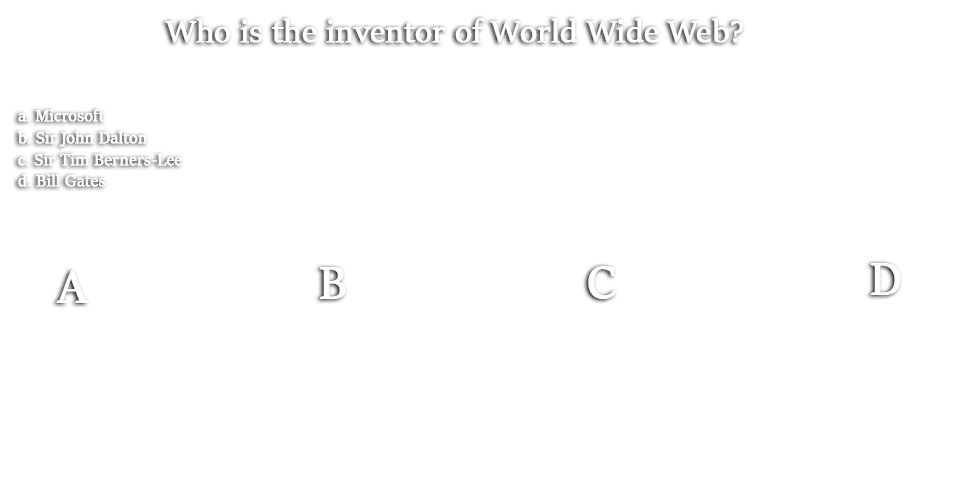 Who is the inventor of World Wide Web?
a. Microsoft
b. Sir John Dalton
c. Sir Tim Berners-Lee
d. Bill Gates
A B C D